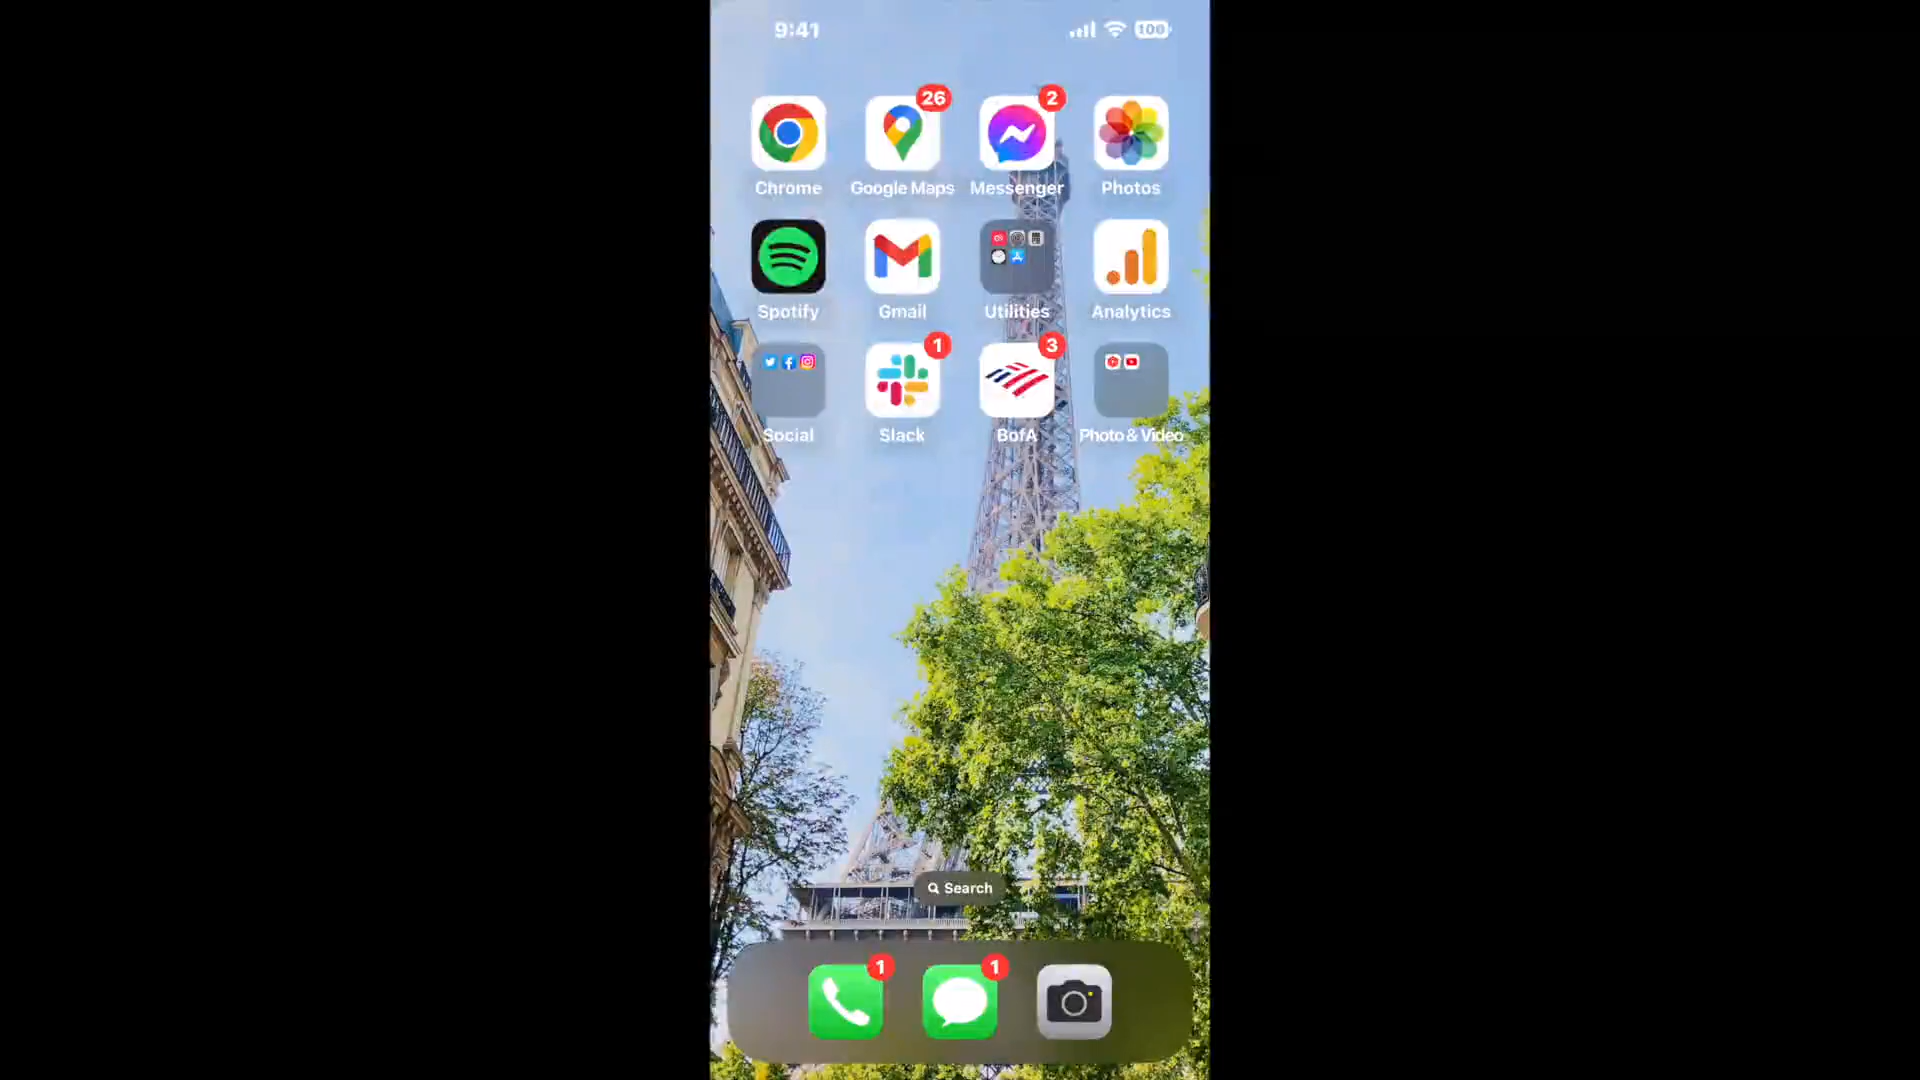 9:41
100
26
2
Chrome
Google Maps
Messenger
Photos
Spotify
Gmail
Utilities
Analytics
1
3
Social
Slack
BofA
Photo & Video
Search
1
1